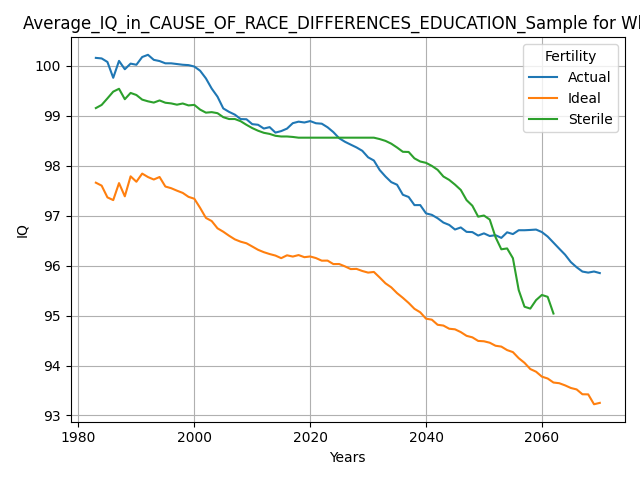 Average_IQ_in_CAUSE_OF_RACE_DIFFERENCES_EDUCATION_Sample for Wh
Fertility
Actual
Ideal
Sterile
100
99
98
97
96
95
94
93
IQ
1980
2000
2020
2040
2060
Years